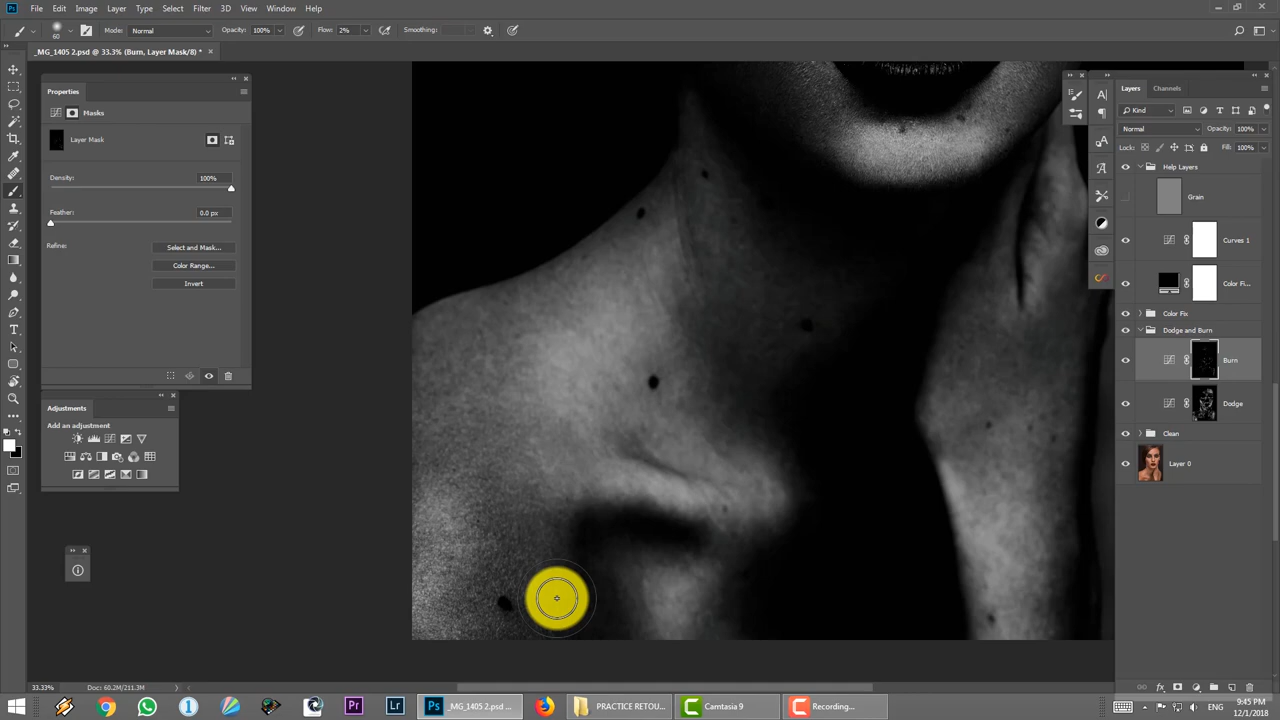 Ps File Edit Image Layer Type Select Filter 3D View Window Help
60 Mode: Normal Opacity: 100% Flow: 2% Smoothing:
_MG_1405 2.psd @ 33.3% (Burn, Layer Mask/8) *
Properties
Masks
Layer Mask
Density: 100%
Feather: 0.0 px
Refine: Select and Mask...
Color Range...
Invert
Adjustments
Add an adjustment
Layers Channels
Kind
Normal Opacity: 100%
Lock: Fill: 100%
Help Layers
Grain
Curves 1
Color Fi...
Color Fix
Dodge and Burn
Burn
Dodge
Clean
Layer 0
33.33% Doc: 60.2M/211.3M
Pr Lrc Ps _MG_1405 2.psd ... PRACTICE RETOU... Camtasia 9 Recording... ENG 9:45 PM
12/1/2018